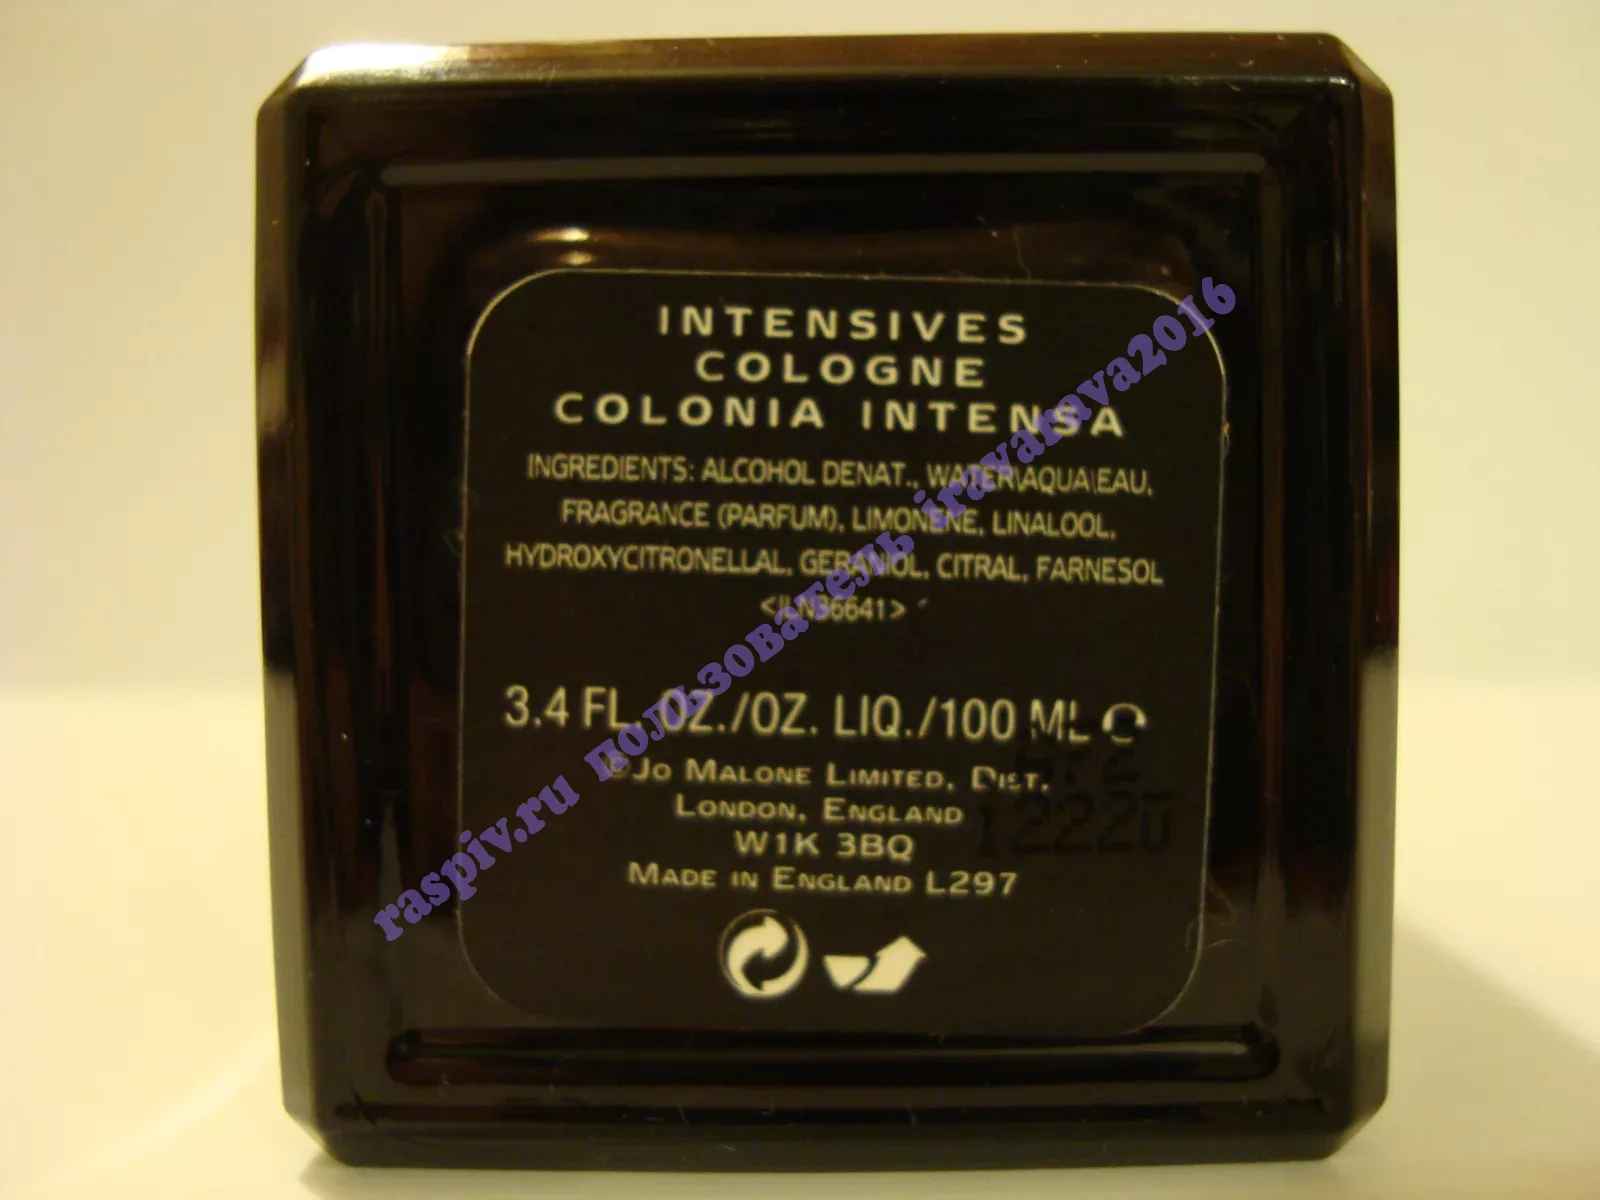 INTENSIVES
COLOGNE
COLONIA INTENSA
INGREDIENTS: ALCOHOL DENAT., WATER\AQUA\EAU,
FRAGRANCE (PARFUM), LIMONENE, LINALOOL,
HYDROXYCITRONELLAL, GERANIOL, CITRAL, FARNESOL
<ILN36641>
3.4 FL. OZ./OZ. LIQ./100 ML ℮
©JO MALONE LIMITED, DIST.
LONDON, ENGLAND
W1K 3BQ
MADE IN ENGLAND L297
raspiv.ru пользователь iravarava2016